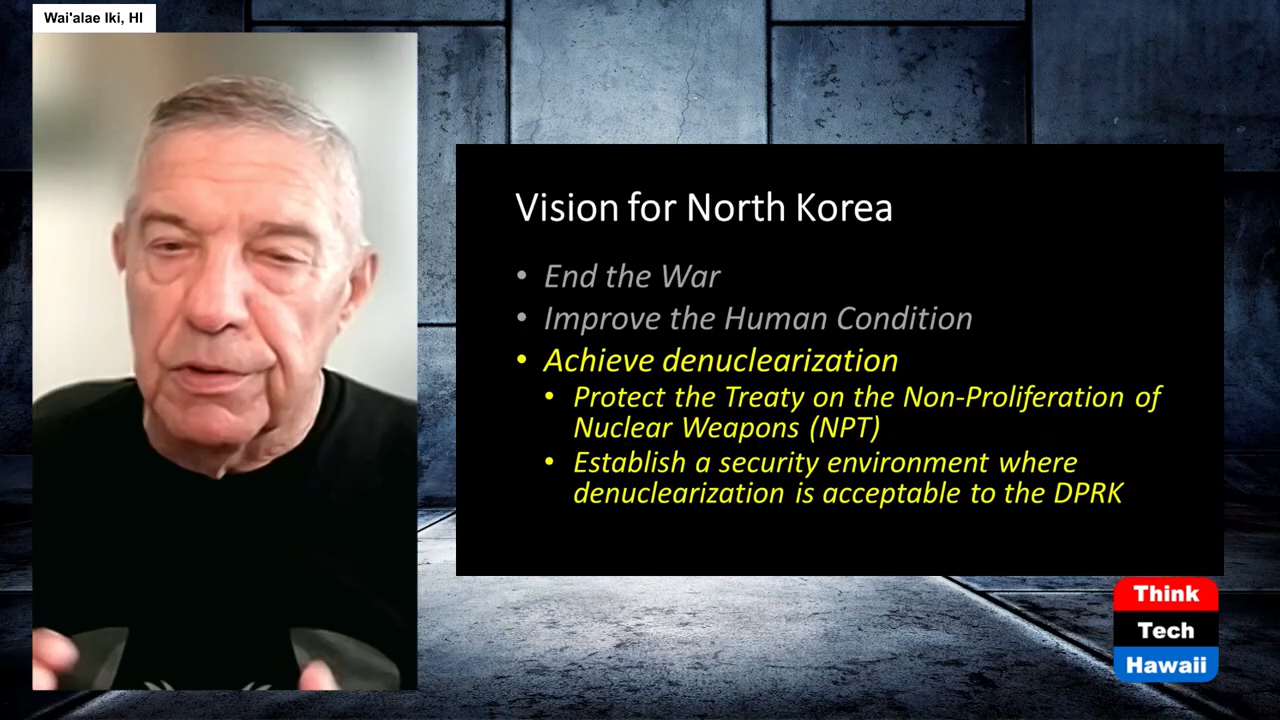 Wai'alae Iki, HI
Vision for North Korea
• End the War
• Improve the Human Condition
• Achieve denuclearization
• Protect the Treaty on the Non-Proliferation of
Nuclear Weapons (NPT)
• Establish a security environment where
denuclearization is acceptable to the DPRK
Think
Tech
Hawaii